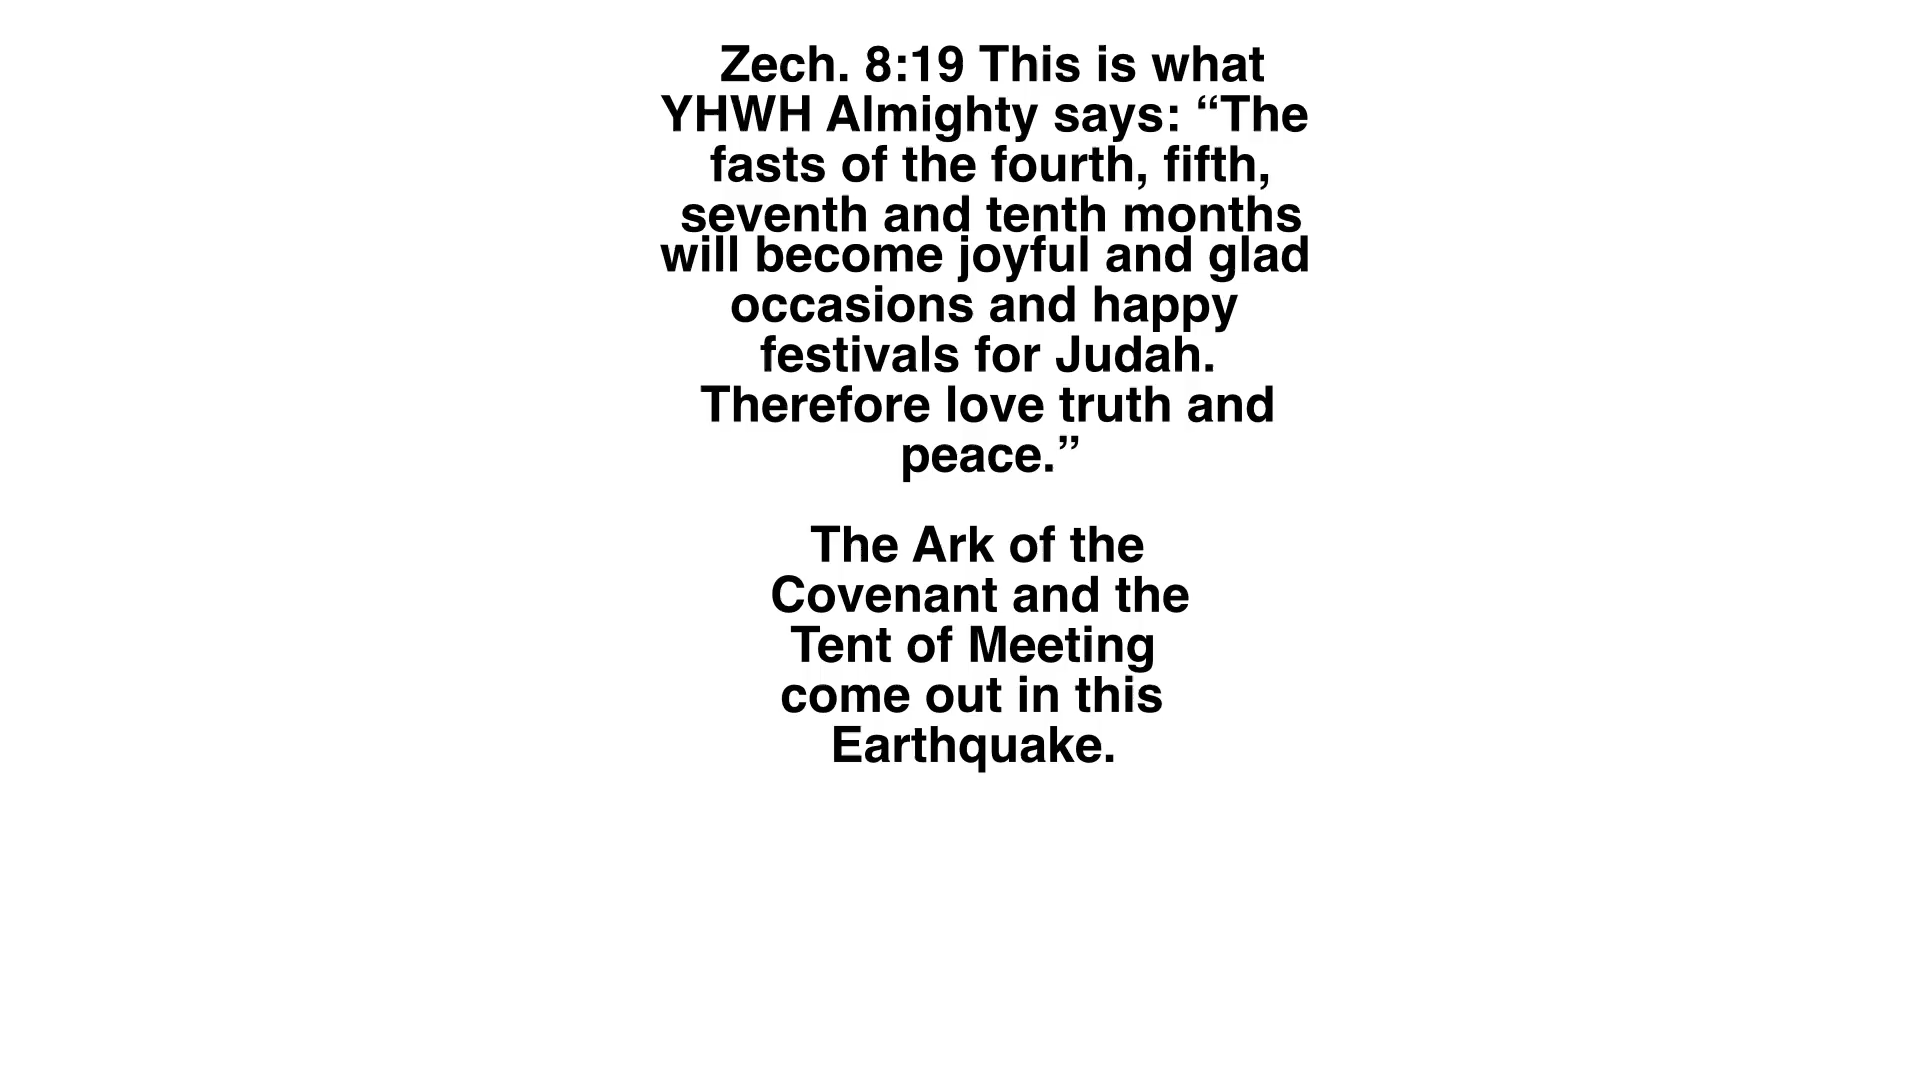 Zech. 8:19 This is what
YHWH Almighty says: “The
fasts of the fourth, fifth,
seventh and tenth months
will become joyful and glad
occasions and happy
festivals for Judah.
Therefore love truth and
peace.”
The Ark of the
Covenant and the
Tent of Meeting
come out in this
Earthquake.